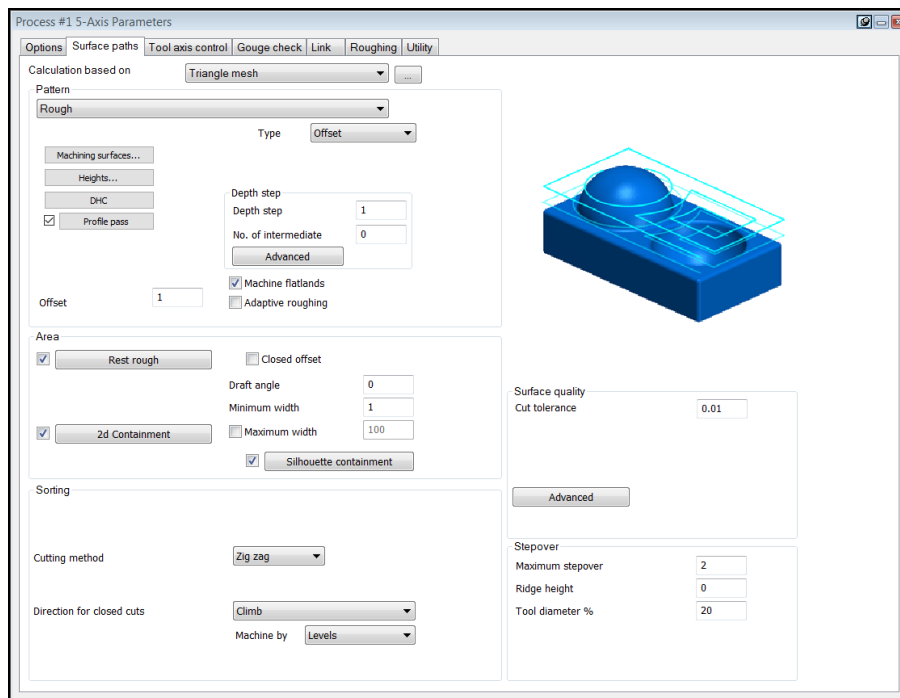 Process #1 5-Axis Parameters
Options Surface paths Tool axis control Gouge check Link Roughing Utility
Calculation based on Triangle mesh ...
Pattern
Rough
Type Offset
Machining surfaces...
Heights...
DHC
Profile pass
Depth step
Depth step 1
No. of intermediate 0
Advanced
Machine flatlands
Offset 1 Adaptive roughing
Area
Rest rough Closed offset
Draft angle 0
Minimum width 1
2d Containment Maximum width 100
Silhouette containment
Surface quality
Cut tolerance 0.01
Advanced
Sorting
Cutting method Zig zag
Direction for closed cuts Climb
Machine by Levels
Stepover
Maximum stepover 2
Ridge height 0
Tool diameter % 20